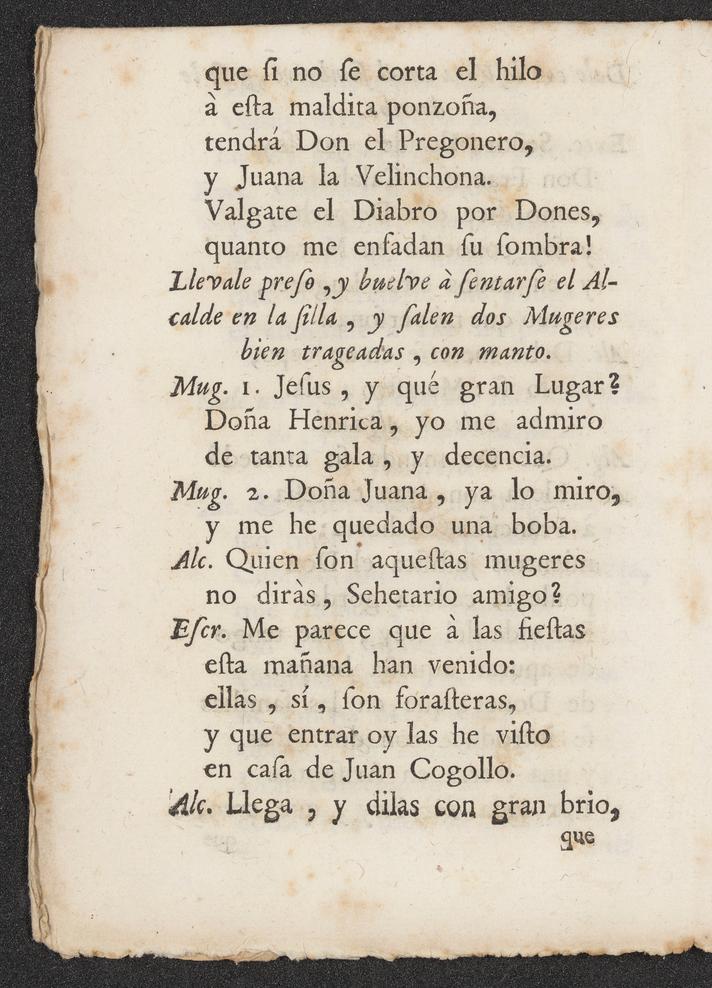 que ſi no ſe corta el hilo
à eſta maldita ponzoña,
tendrá Don el Pregonero,
y Juana la Velinchona.
Valgate el Diabro por Dones,
quanto me enfadan ſu ſombra!
Llevale preſo , y buelve à ſentarſe el Al-
calde en la ſilla , y ſalen dos Mugeres
bien trageadas , con manto.
Mug. 1. Jeſus , y qué gran Lugar?
Doña Henrica , yo me admiro
de tanta gala , y decencia.
Mug. 2. Doña Juana , ya lo miro,
y me he quedado una boba.
Alc. Quien ſon aqueſtas mugeres
no diràs , Sehetario amigo?
Eſcr. Me parece que à las fieſtas
eſta mañana han venido:
ellas , sí , ſon foraſteras,
y que entrar oy las he viſto
en caſa de Juan Cogollo.
Alc. Llega , y dilas con gran brio,
que